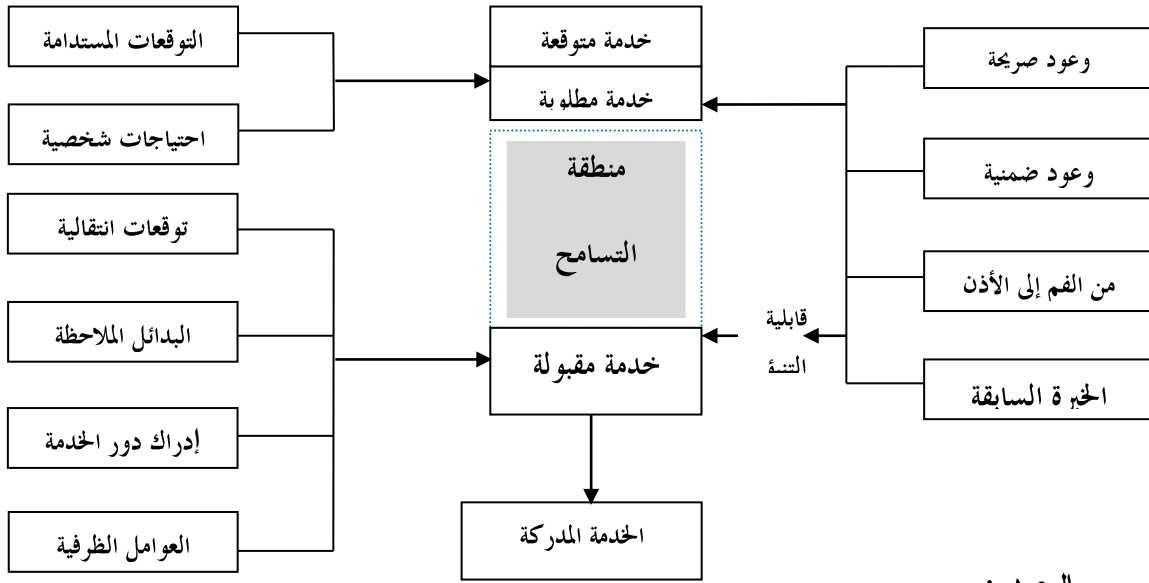 وعود صريحة
وعود ضمنية
من الفم إلى الأذن
الخبرة السابقة
خدمة متوقعة
خدمة مطلوبة
منطقة
التسامح
قابلية
التنبؤ
خدمة مقبولة
الخدمة المدركة
التوقعات المستدامة
احتياجات شخصية
توقعات انتقالية
البدائل الملاحظة
إدراك دور الخدمة
العوامل الظرفية